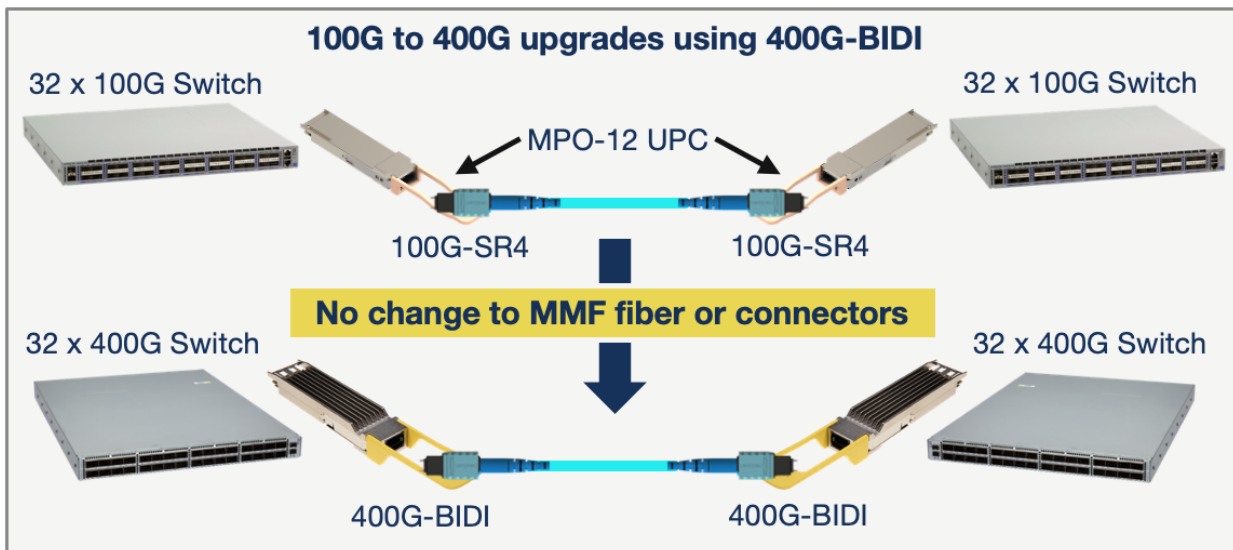 100G to 400G upgrades using 400G-BIDI
32 x 100G Switch
32 x 100G Switch
MPO-12 UPC
100G-SR4
100G-SR4
No change to MMF fiber or connectors
32 x 400G Switch
32 x 400G Switch
400G-BIDI
400G-BIDI